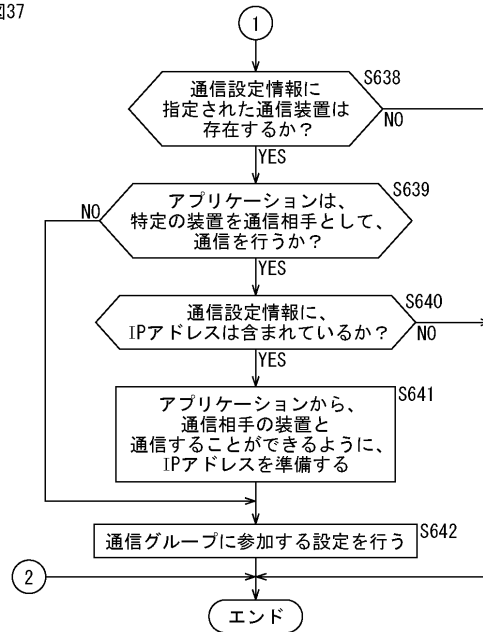 図37
1
通信設定情報に
指定された通信装置は
存在するか？
S638
NO
YES
アプリケーションは、
特定の装置を通信相手として、
通信を行うか？
S639
NO
YES
通信設定情報に、
IPアドレスは含まれているか？
S640
NO
YES
アプリケーションから、
通信相手の装置と
通信することができるように、
IPアドレスを準備する
S641
通信グループに参加する設定を行う
S642
2
エンド